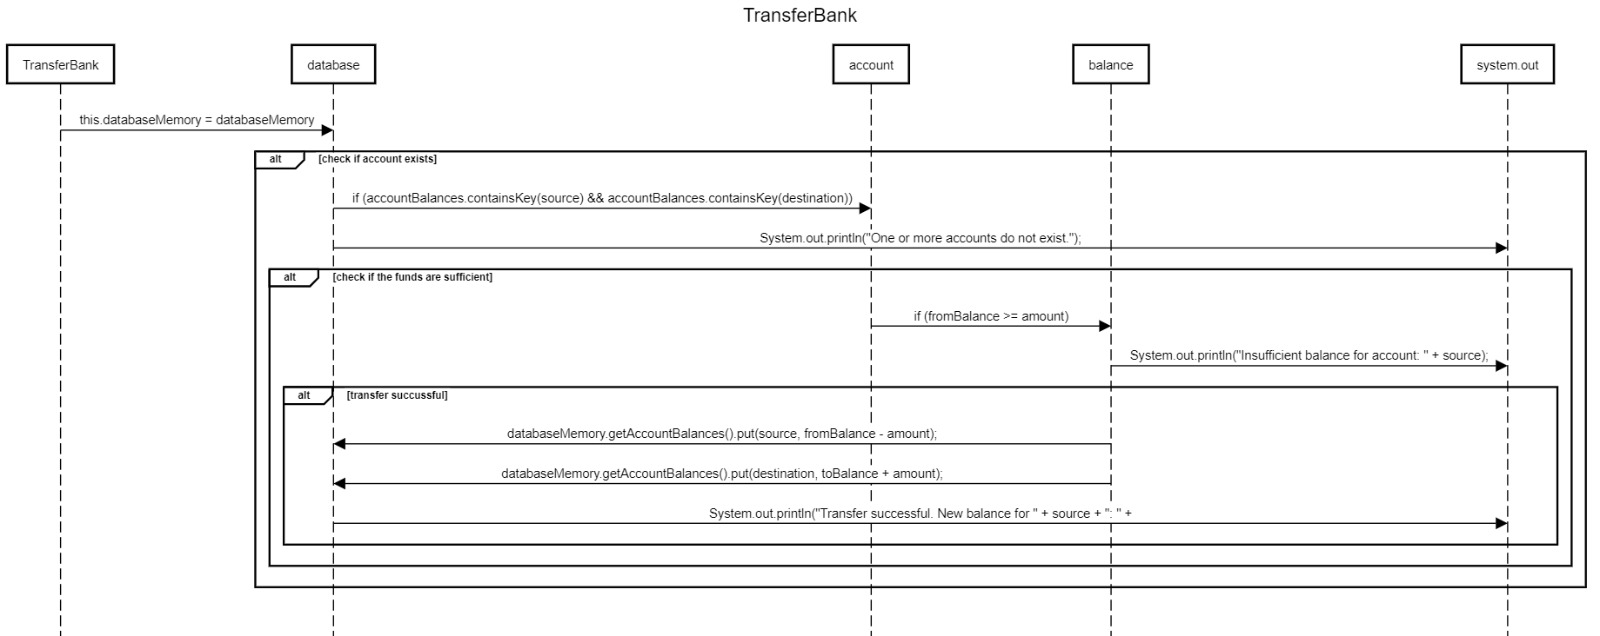 TransferBank
TransferBank
database
account
balance
system.out
this.databaseMemory = databaseMemory
alt
[check if account exists]
if (accountBalances.containsKey(source) && accountBalances.containsKey(destination))
System.out.println("One or more accounts do not exist.");
alt
[check if the funds are sufficient]
if (fromBalance >= amount)
System.out.println("Insufficient balance for account: " + source);
alt
[transfer succussful]
databaseMemory.getAccountBalances().put(source, fromBalance - amount);
databaseMemory.getAccountBalances().put(destination, toBalance + amount);
System.out.println("Transfer successful. New balance for " + source + ": " +